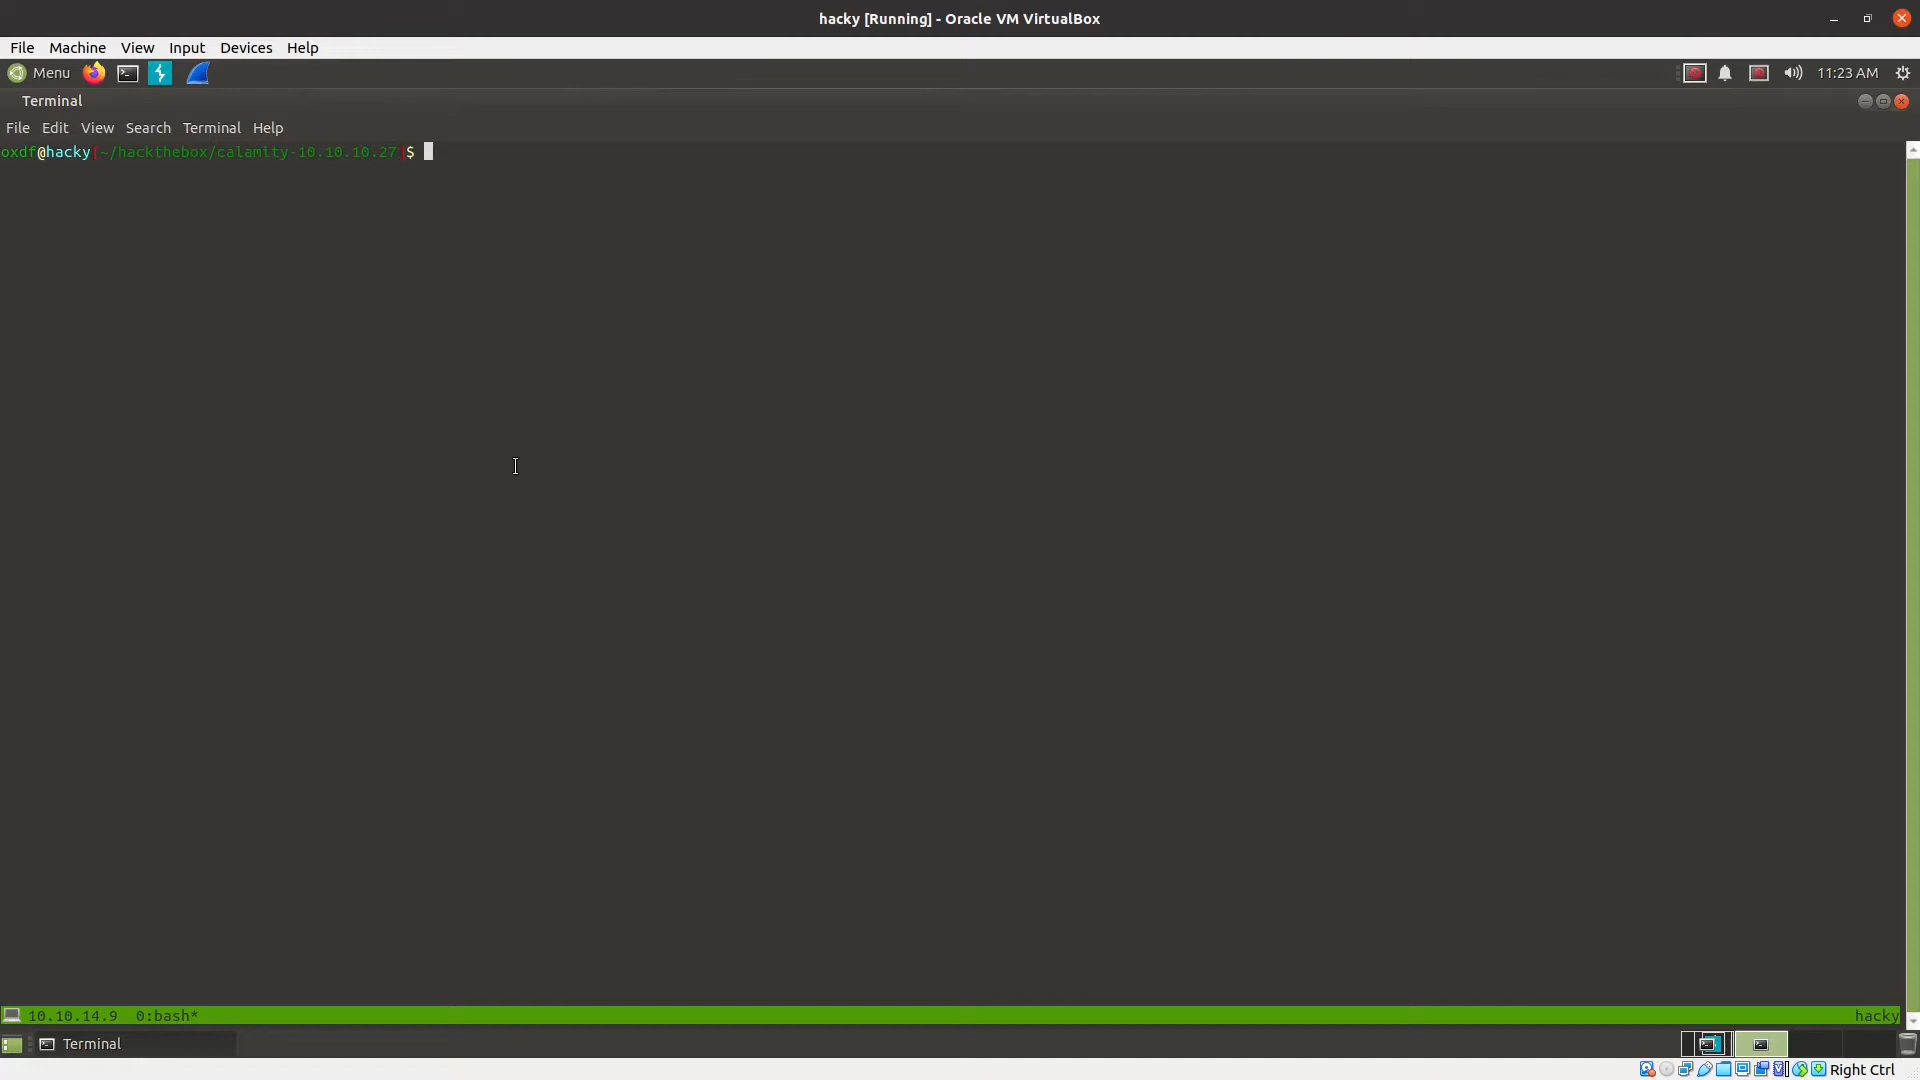 hacky [Running] - Oracle VM VirtualBox
File Machine View Input Devices Help
Menu 11:23 AM
Terminal
File Edit View Search Terminal Help
oxdf@hacky[~/hackthebox/calamity-10.10.10.27]$
10.10.14.9 0:bash* hacky
Terminal
Right Ctrl